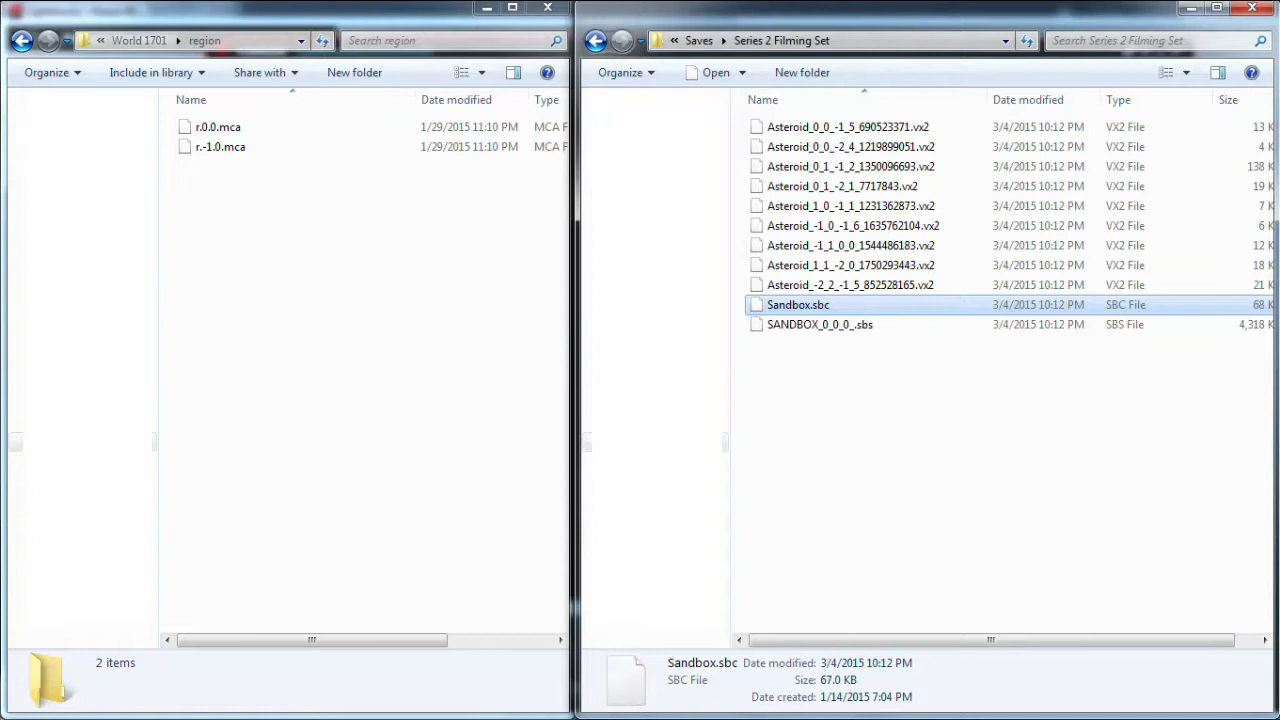 « World 1701 ▸ region
Search region
Organize
Include in library
Share with
New folder
Name
Date modified
Type
r.0.0.mca 1/29/2015 11:10 PM MCA F
r.-1.0.mca 1/29/2015 11:10 PM MCA F
2 items
« Saves ▸ Series 2 Filming Set
Search Series 2 Filming Set
Organize
Open
New folder
Name
Date modified
Type
Size
Asteroid_0_0_-1_5_690523371.vx2 3/4/2015 10:12 PM VX2 File 13 K
Asteroid_0_0_-2_4_1219899051.vx2 3/4/2015 10:12 PM VX2 File 4 K
Asteroid_0_1_-1_2_1350096693.vx2 3/4/2015 10:12 PM VX2 File 138 K
Asteroid_0_1_-2_1_7717843.vx2 3/4/2015 10:12 PM VX2 File 19 K
Asteroid_1_0_-1_1_1231362873.vx2 3/4/2015 10:12 PM VX2 File 7 K
Asteroid_-1_0_-1_6_1635762104.vx2 3/4/2015 10:12 PM VX2 File 6 K
Asteroid_-1_1_0_0_1544486183.vx2 3/4/2015 10:12 PM VX2 File 12 K
Asteroid_1_1_-2_0_1750293443.vx2 3/4/2015 10:12 PM VX2 File 18 K
Asteroid_-2_2_-1_5_852528165.vx2 3/4/2015 10:12 PM VX2 File 21 K
Sandbox.sbc 3/4/2015 10:12 PM SBC File 68 K
SANDBOX_0_0_0_.sbs 3/4/2015 10:12 PM SBS File 4,318 K
Sandbox.sbc Date modified: 3/4/2015 10:12 PM
SBC File Size: 67.0 KB
Date created: 1/14/2015 7:04 PM